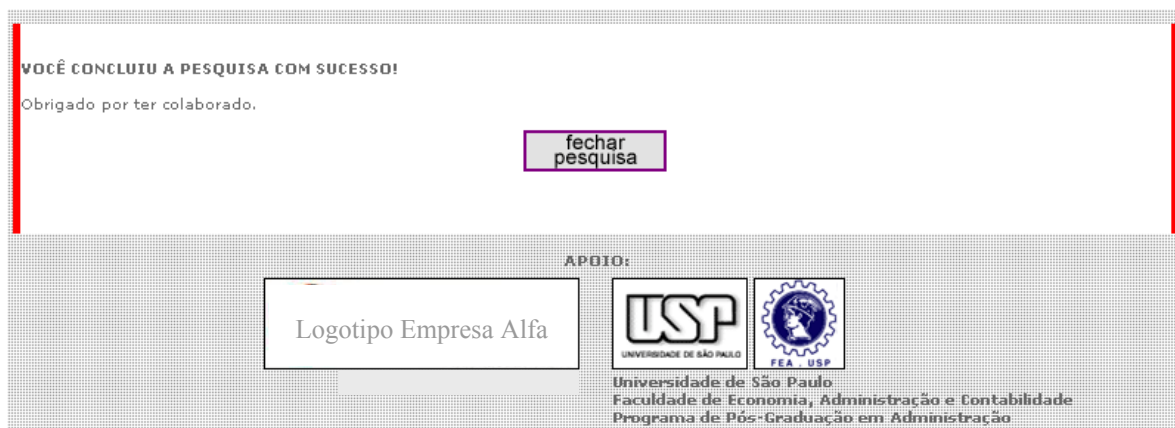 VOCÊ CONCLUIU A PESQUISA COM SUCESSO!
Obrigado por ter colaborado.
fechar
pesquisa
APOIO:
Logotipo Empresa Alfa
USP
UNIVERSIDADE DE SÃO PAULO
FEA . USP
Universidade de São Paulo
Faculdade de Economia, Administração e Contabilidade
Programa de Pós-Graduação em Administração